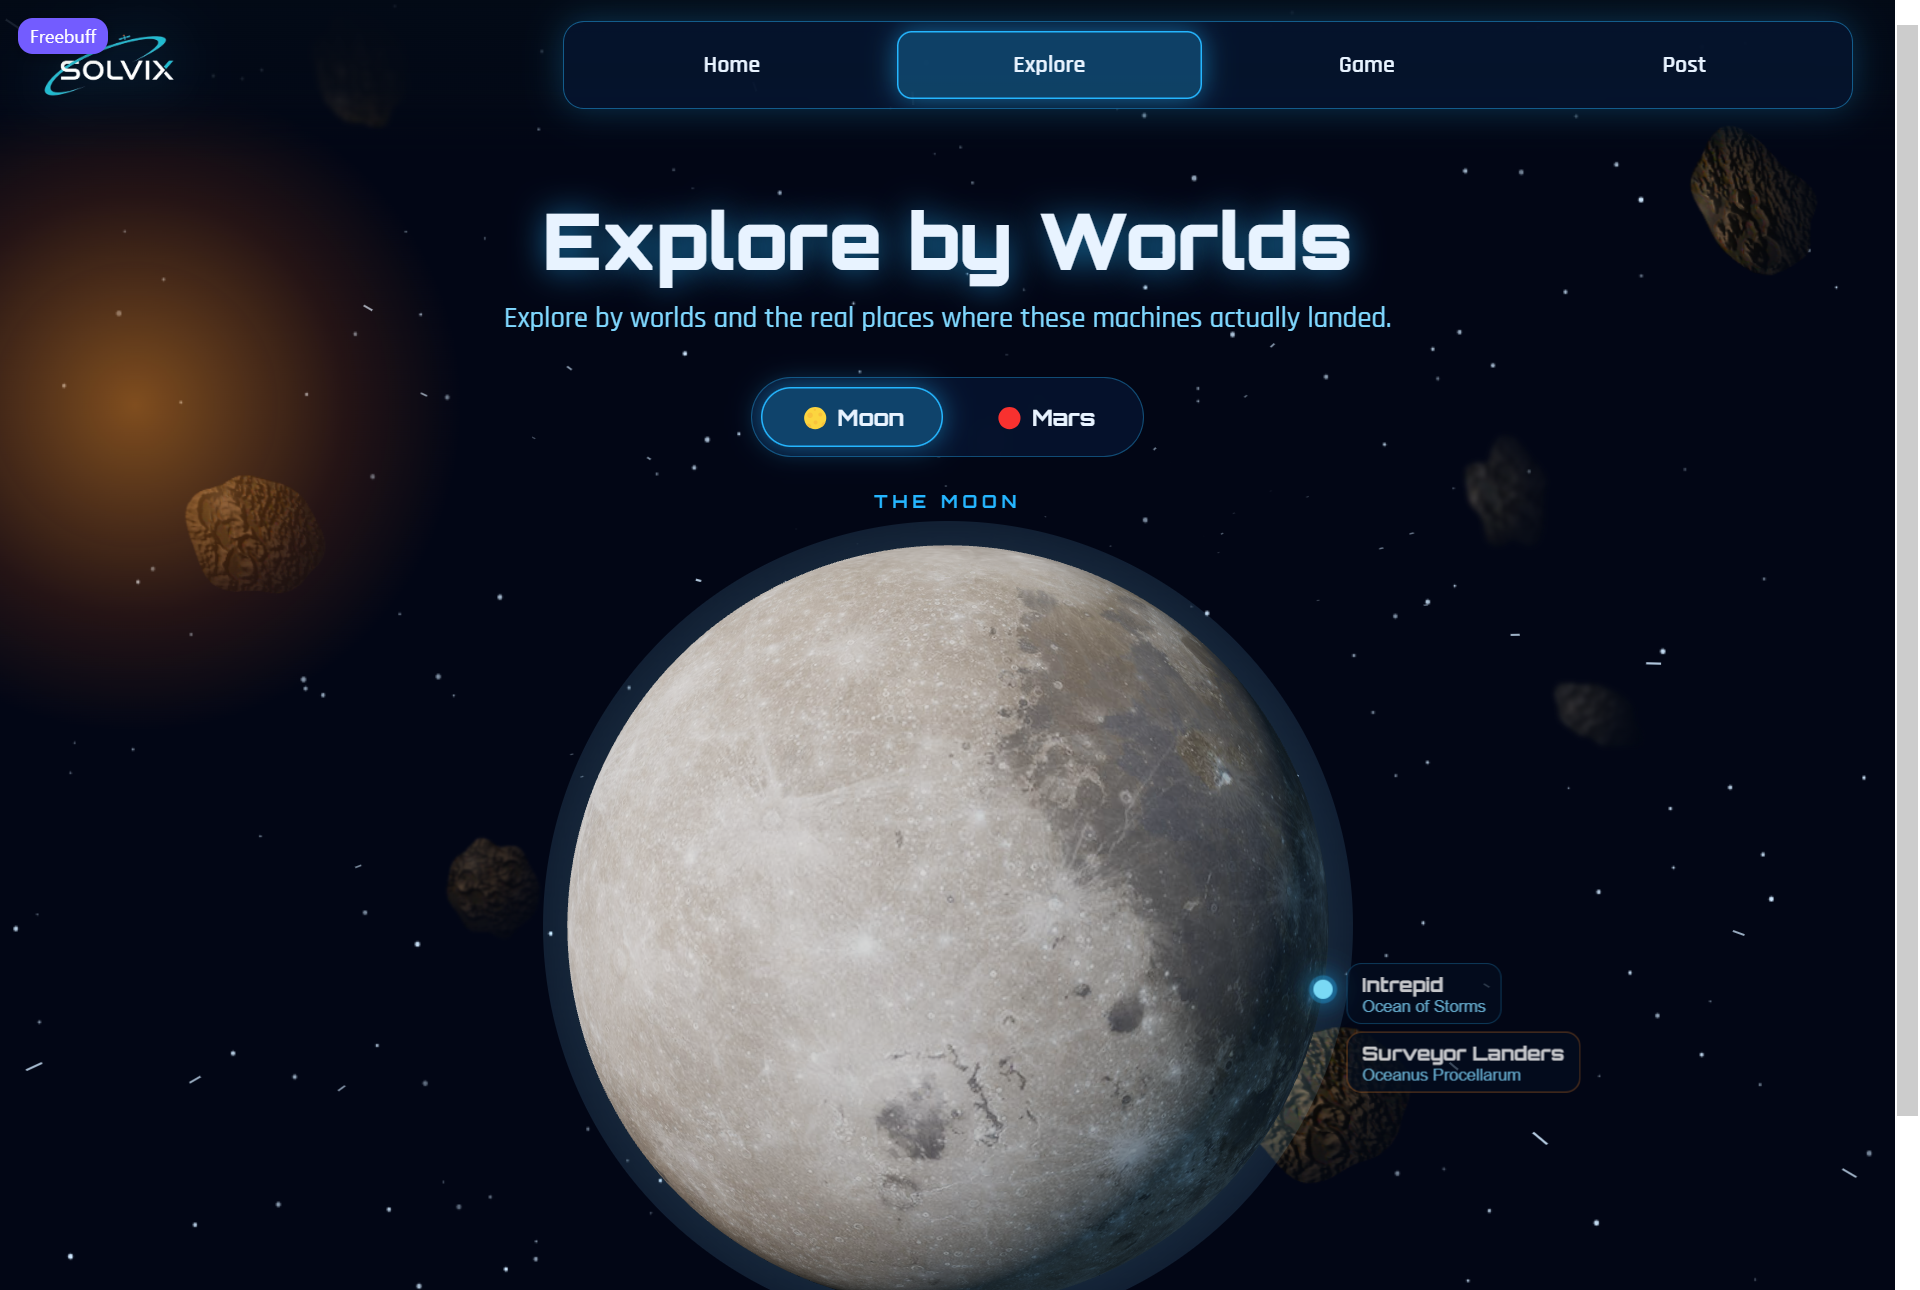 Freebuff
SOLVIX
Home
Explore
Game
Post
Explore by Worlds
Explore by worlds and the real places where these machines actually landed.
Moon
Mars
THE MOON
Intrepid
Ocean of Storms
Surveyor Landers
Oceanus Procellarum